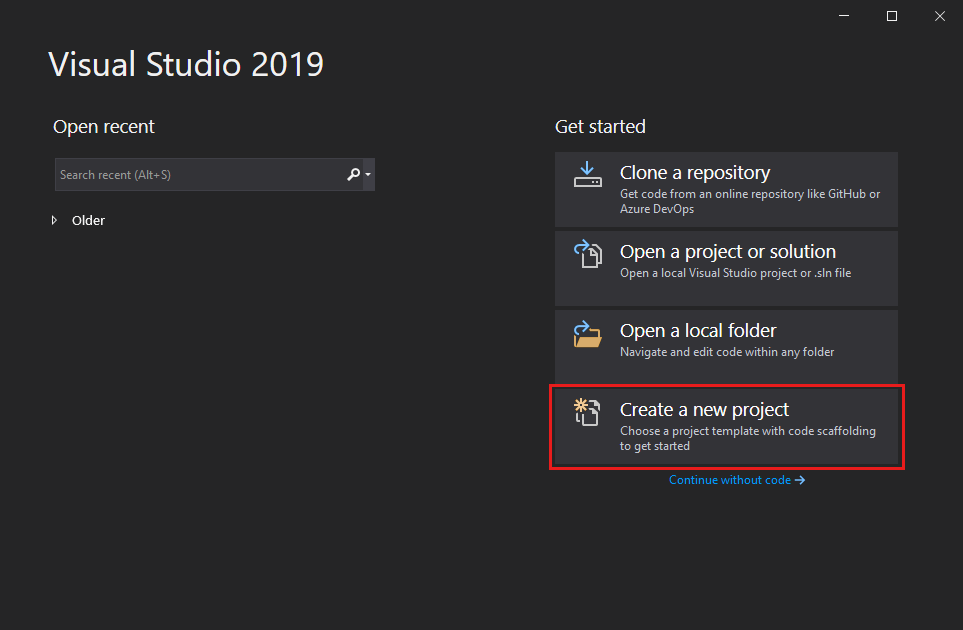 Visual Studio 2019
Open recent
Search recent (Alt+S)
Older
Get started
Clone a repository
Get code from an online repository like GitHub or
Azure DevOps
Open a project or solution
Open a local Visual Studio project or .sln file
Open a local folder
Navigate and edit code within any folder
Create a new project
Choose a project template with code scaffolding
to get started
Continue without code